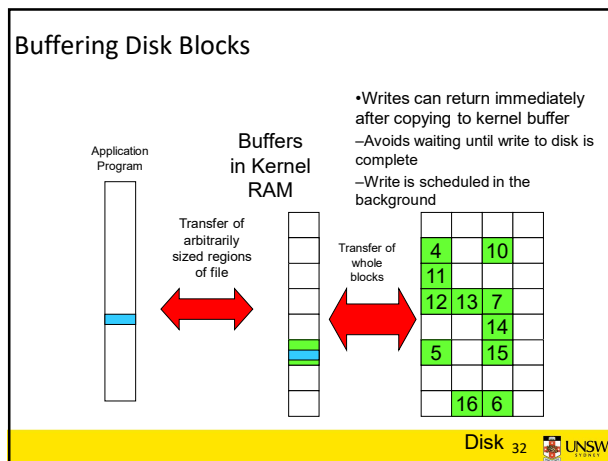 Buffering Disk Blocks
•Writes can return immediately
after copying to kernel buffer
–Avoids waiting until write to disk is
complete
–Write is scheduled in the
background
Application
Program
Buffers
in Kernel
RAM
Transfer of
arbitrarily
sized regions
of file
Transfer of
whole
blocks
4 10
11
12 13 7
14
5 15
16 6
Disk 32
UNSW
SYDNEY